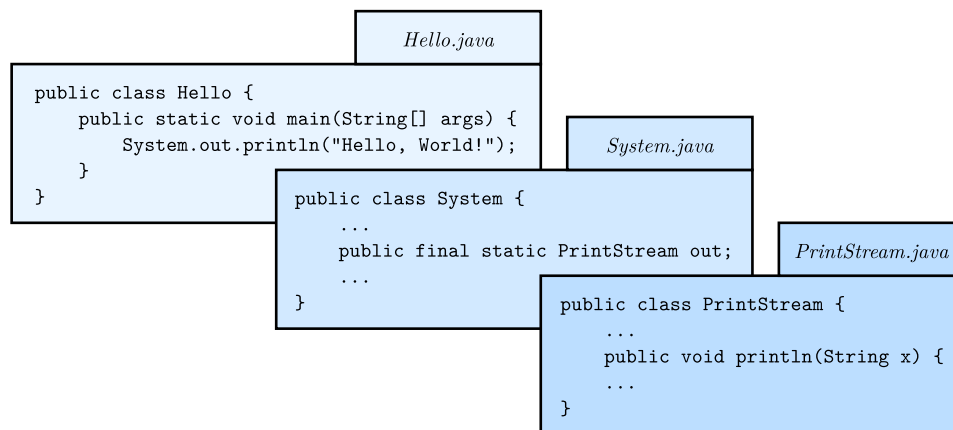 Hello.java
public class Hello {
    public static void main(String[] args) {
        System.out.println("Hello, World!");
    }
}
System.java
public class System {
    ...
    public final static PrintStream out;
    ...
}
PrintStream.java
public class PrintStream {
    ...
    public void println(String x) {
    ...
}